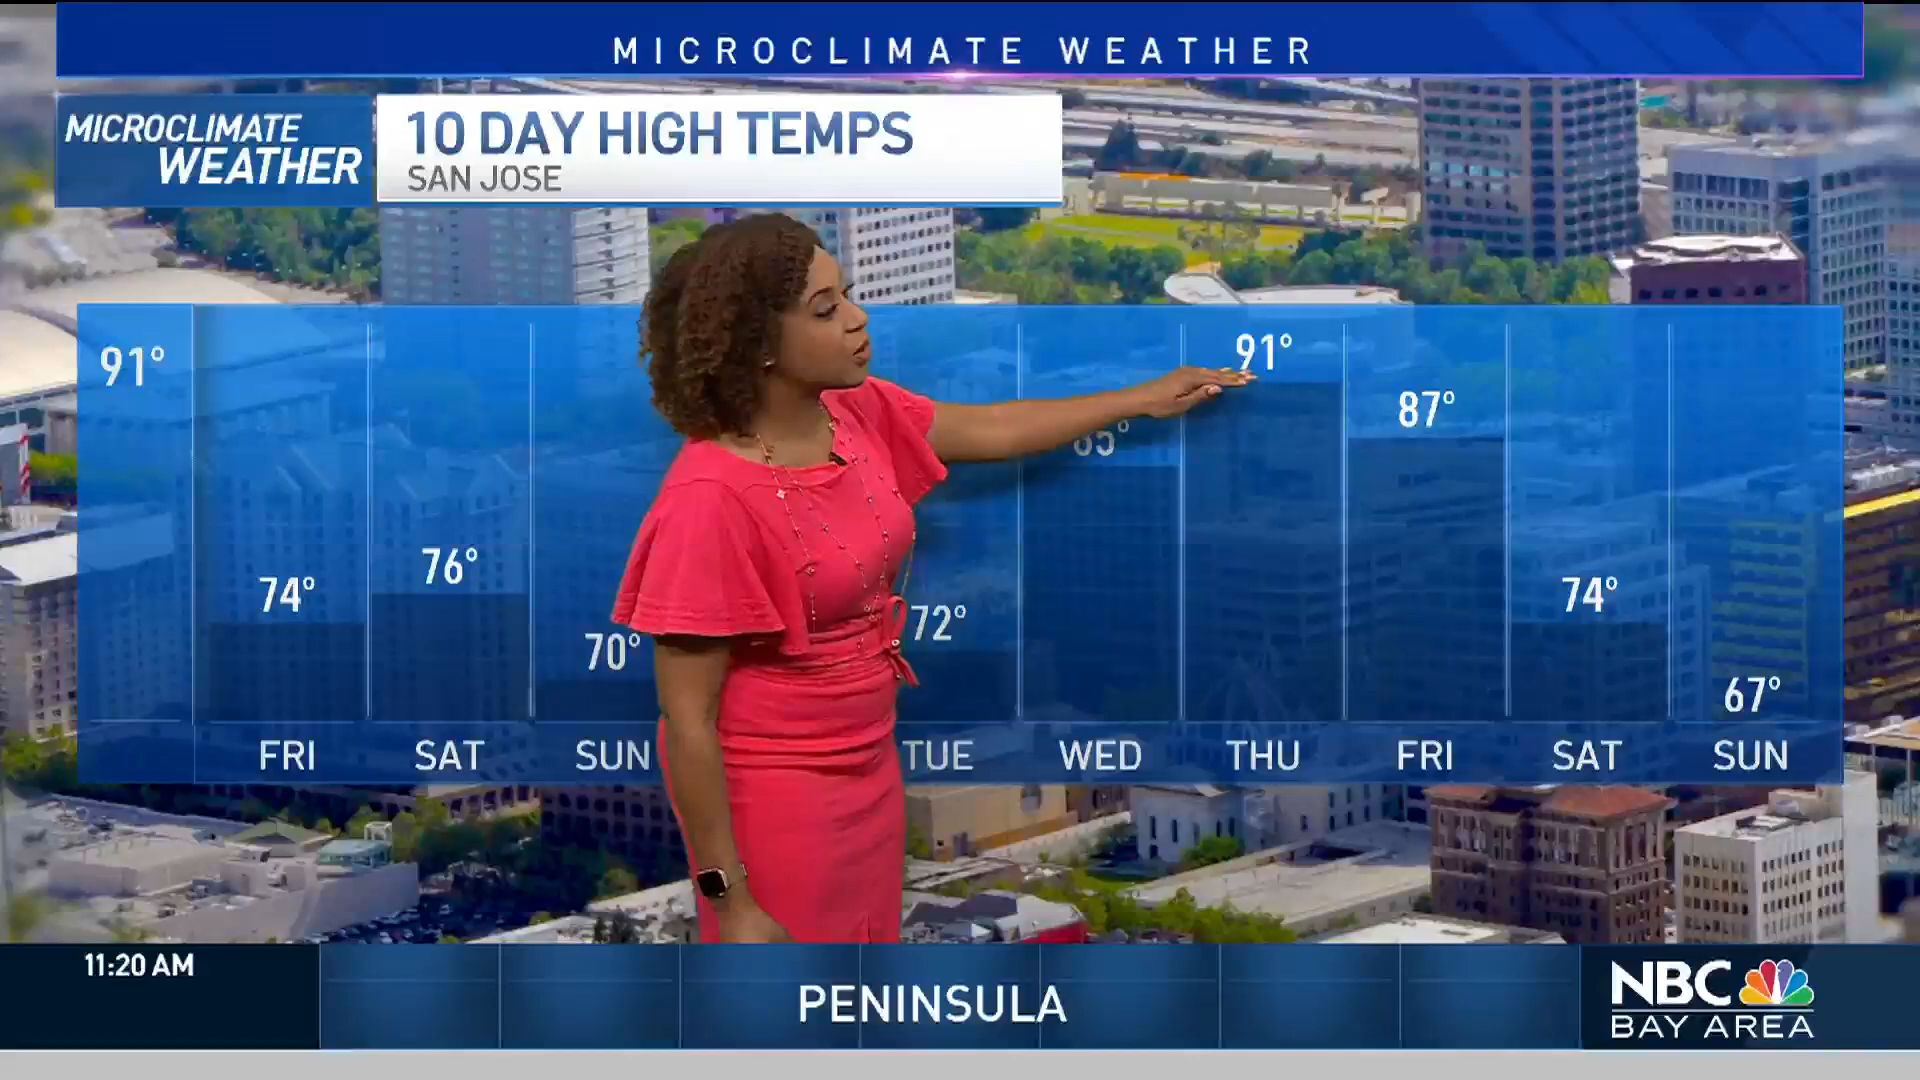 MICROCLIMATE WEATHER
MICROCLIMATE
WEATHER
10 DAY HIGH TEMPS
SAN JOSE
91°
74°
76°
70°
72°
85°
91°
87°
74°
67°
FRI
SAT
SUN
TUE
WED
THU
FRI
SAT
SUN
11:20 AM
PENINSULA
NBC
BAY AREA